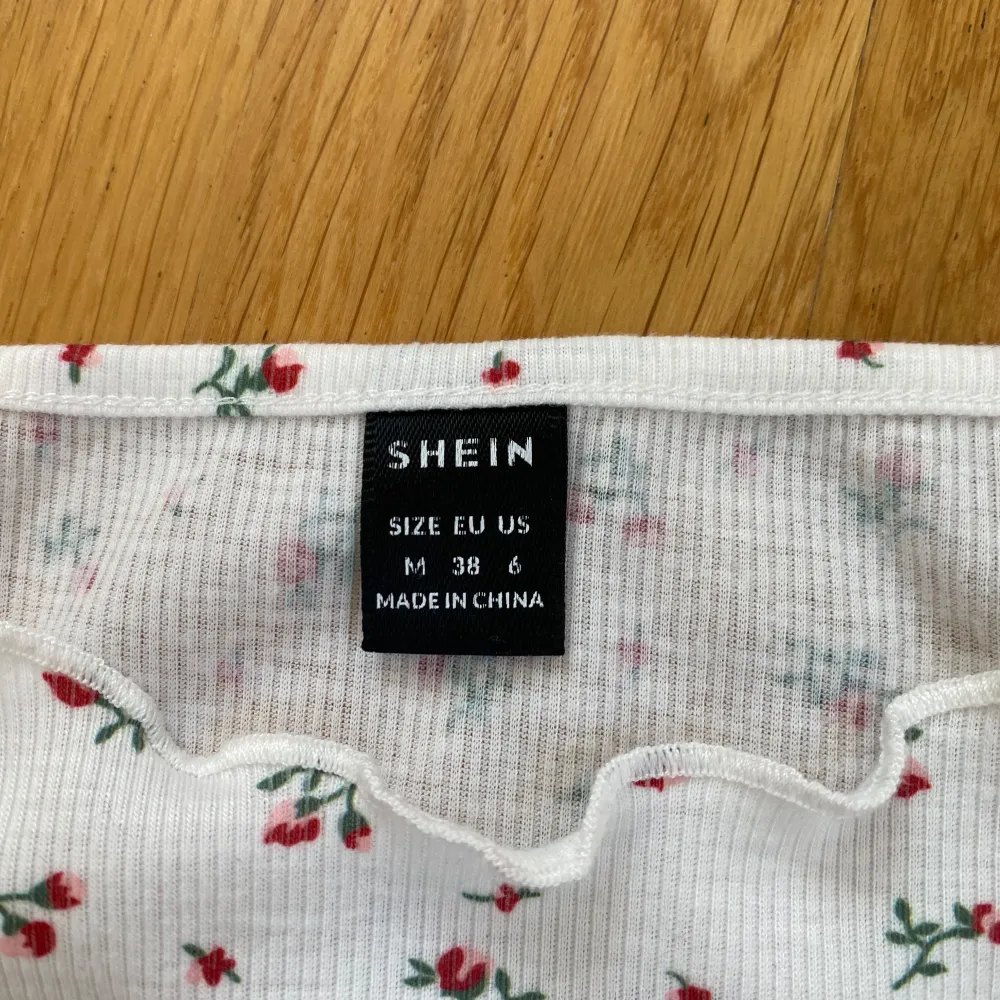 SHEIN
SIZE EU US
M 38 6
MADE IN CHINA